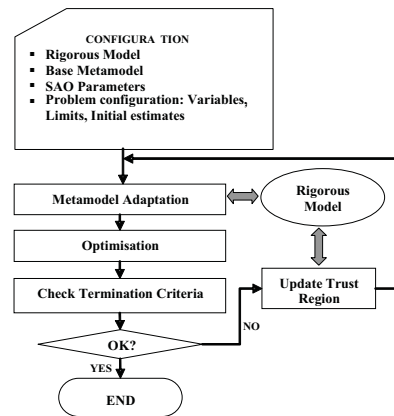 CONFIGURA TION
▪ Rigorous Model
▪ Base Metamodel
▪ SAO Parameters
▪ Problem configuration: Variables,
Limits, Initial estimates
Metamodel Adaptation
Rigorous
Model
Optimisation
Check Termination Criteria
Update Trust
Region
OK?
NO
YES
END